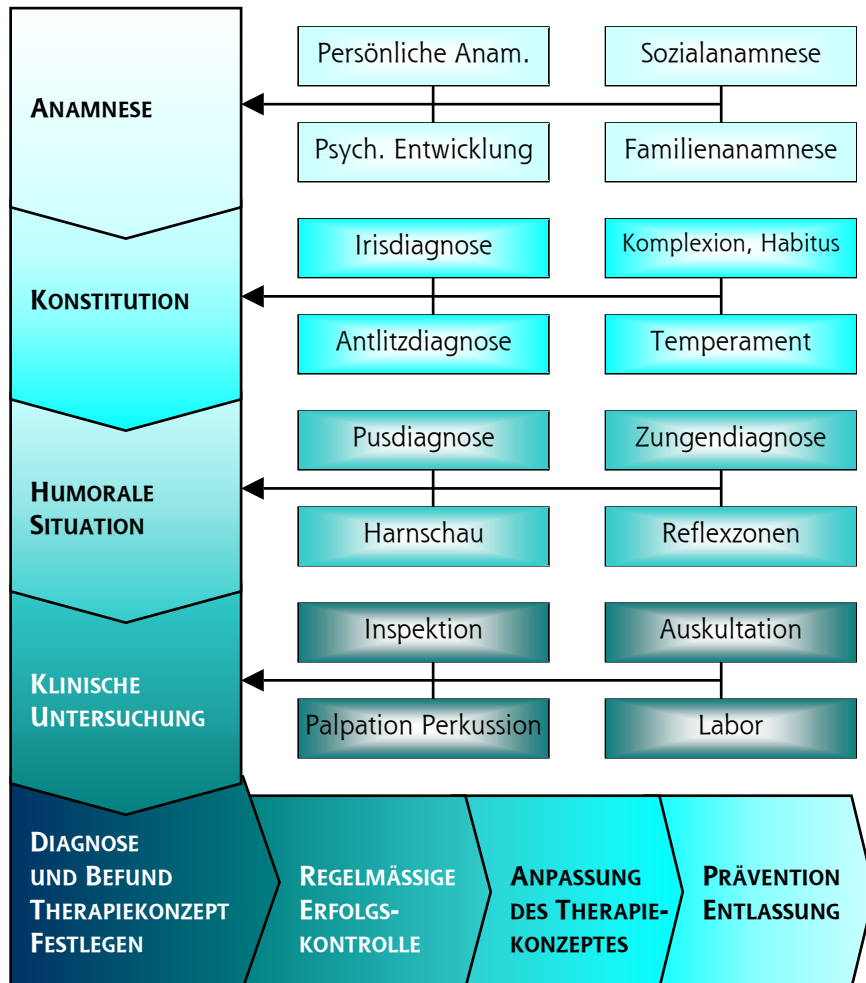 Persönliche Anam.
Sozialanamnese
ANAMNESE
Psych. Entwicklung
Familienanamnese
Irisdiagnose
Komplexion, Habitus
KONSTITUTION
Antlitzdiagnose
Temperament
Pusdiagnose
Zungendiagnose
HUMORALE
SITUATION
Harnschau
Reflexzonen
Inspektion
Auskultation
KLINISCHE
UNTERSUCHUNG
Palpation Perkussion
Labor
DIAGNOSE
UND BEFUND
THERAPIEKONZEPT
FESTLEGEN
REGELMÄSSIGE
ERFOLGS-
KONTROLLE
ANPASSUNG
DES THERAPIE-
KONZEPTES
PRÄVENTION
ENTLASSUNG